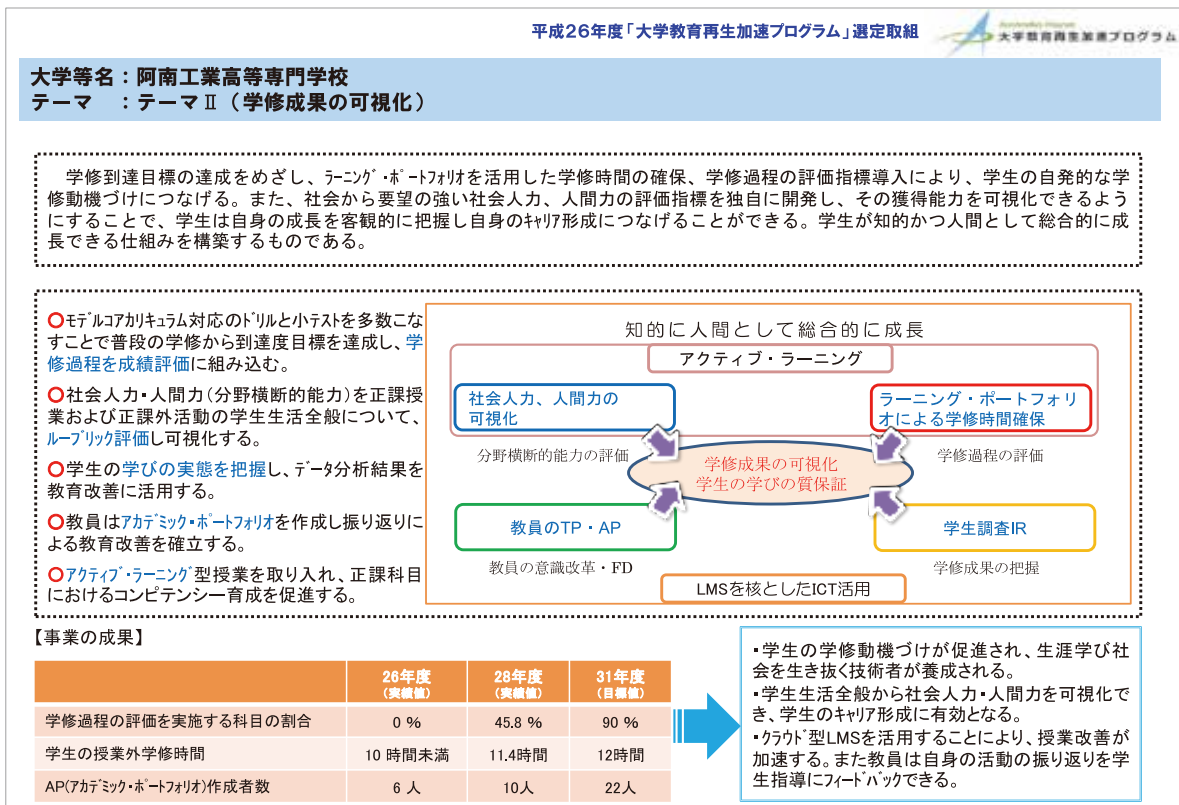 平成26年度「大学教育再生加速プログラム」選定取組
大学教育再生加速プログラム
大学等名：阿南工業高等専門学校
テーマ　：テーマⅡ（学修成果の可視化）
学修到達目標の達成をめざし、ﾗｰﾆﾝｸﾞ・ﾎﾟｰﾄﾌｫﾘｵを活用した学修時間の確保、学修過程の評価指標導入により、学生の自発的な学
修動機づけにつなげる。また、社会から要望の強い社会人力、人間力の評価指標を独自に開発し、その獲得能力を可視化できるよう
にすることで、学生は自身の成長を客観的に把握し自身のｷｬﾘｱ形成につなげることができる。学生が知的かつ人間として総合的に成
長できる仕組みを構築するものである。
○ﾓﾃﾞﾙｺｱｶﾘｷｭﾗﾑ対応のﾄﾞﾘﾙと小ﾃｽﾄを多数こな
すことで普段の学修から到達度目標を達成し、学
修過程を成績評価に組み込む。
○社会人力・人間力（分野横断的能力）を正課授
業および正課外活動の学生生活全般について、
ﾙｰﾌﾞﾘｯｸ評価し可視化する。
○学生の学びの実態を把握し、ﾃﾞｰﾀ分析結果を
教育改善に活用する。
○教員はｱｶﾃﾞﾐｯｸ・ﾎﾟｰﾄﾌｫﾘｵを作成し振り返りに
よる教育改善を確立する。
○ｱｸﾃｨﾌﾞ・ﾗｰﾆﾝｸﾞ型授業を取り入れ、正課科目
におけるコンピテンシー育成を促進する。
知的に人間として総合的に成長
アクティブ・ラーニング
社会人力、人間力の
可視化
ラーニング・ポートフォリ
オによる学修時間確保
分野横断的能力の評価
学修過程の評価
学修成果の可視化
学生の学びの質保証
教員のTP・AP
学生調査IR
教員の意識改革・FD
学修成果の把握
LMSを核としたICT活用
【事業の成果】
26年度 28年度 31年度
（実績値） （実績値） （目標値）
学修過程の評価を実施する科目の割合 0 % 45.8 % 90 %
学生の授業外学修時間 10 時間未満 11.4時間 12時間
AP(ｱｶﾃﾞﾐｯｸ・ﾎﾟｰﾄﾌｫﾘｵ)作成者数 6 人 10人 22人
・学生の学修動機づけが促進され、生涯学び社
会を生き抜く技術者が養成される。
・学生生活全般から社会人力・人間力を可視化で
き、学生のキャリア形成に有効となる。
・ｸﾗｳﾄﾞ型LMSを活用することにより、授業改善が
加速する。また教員は自身の活動の振り返りを学
生指導にﾌｨｰﾄﾞﾊﾞｯｸできる。